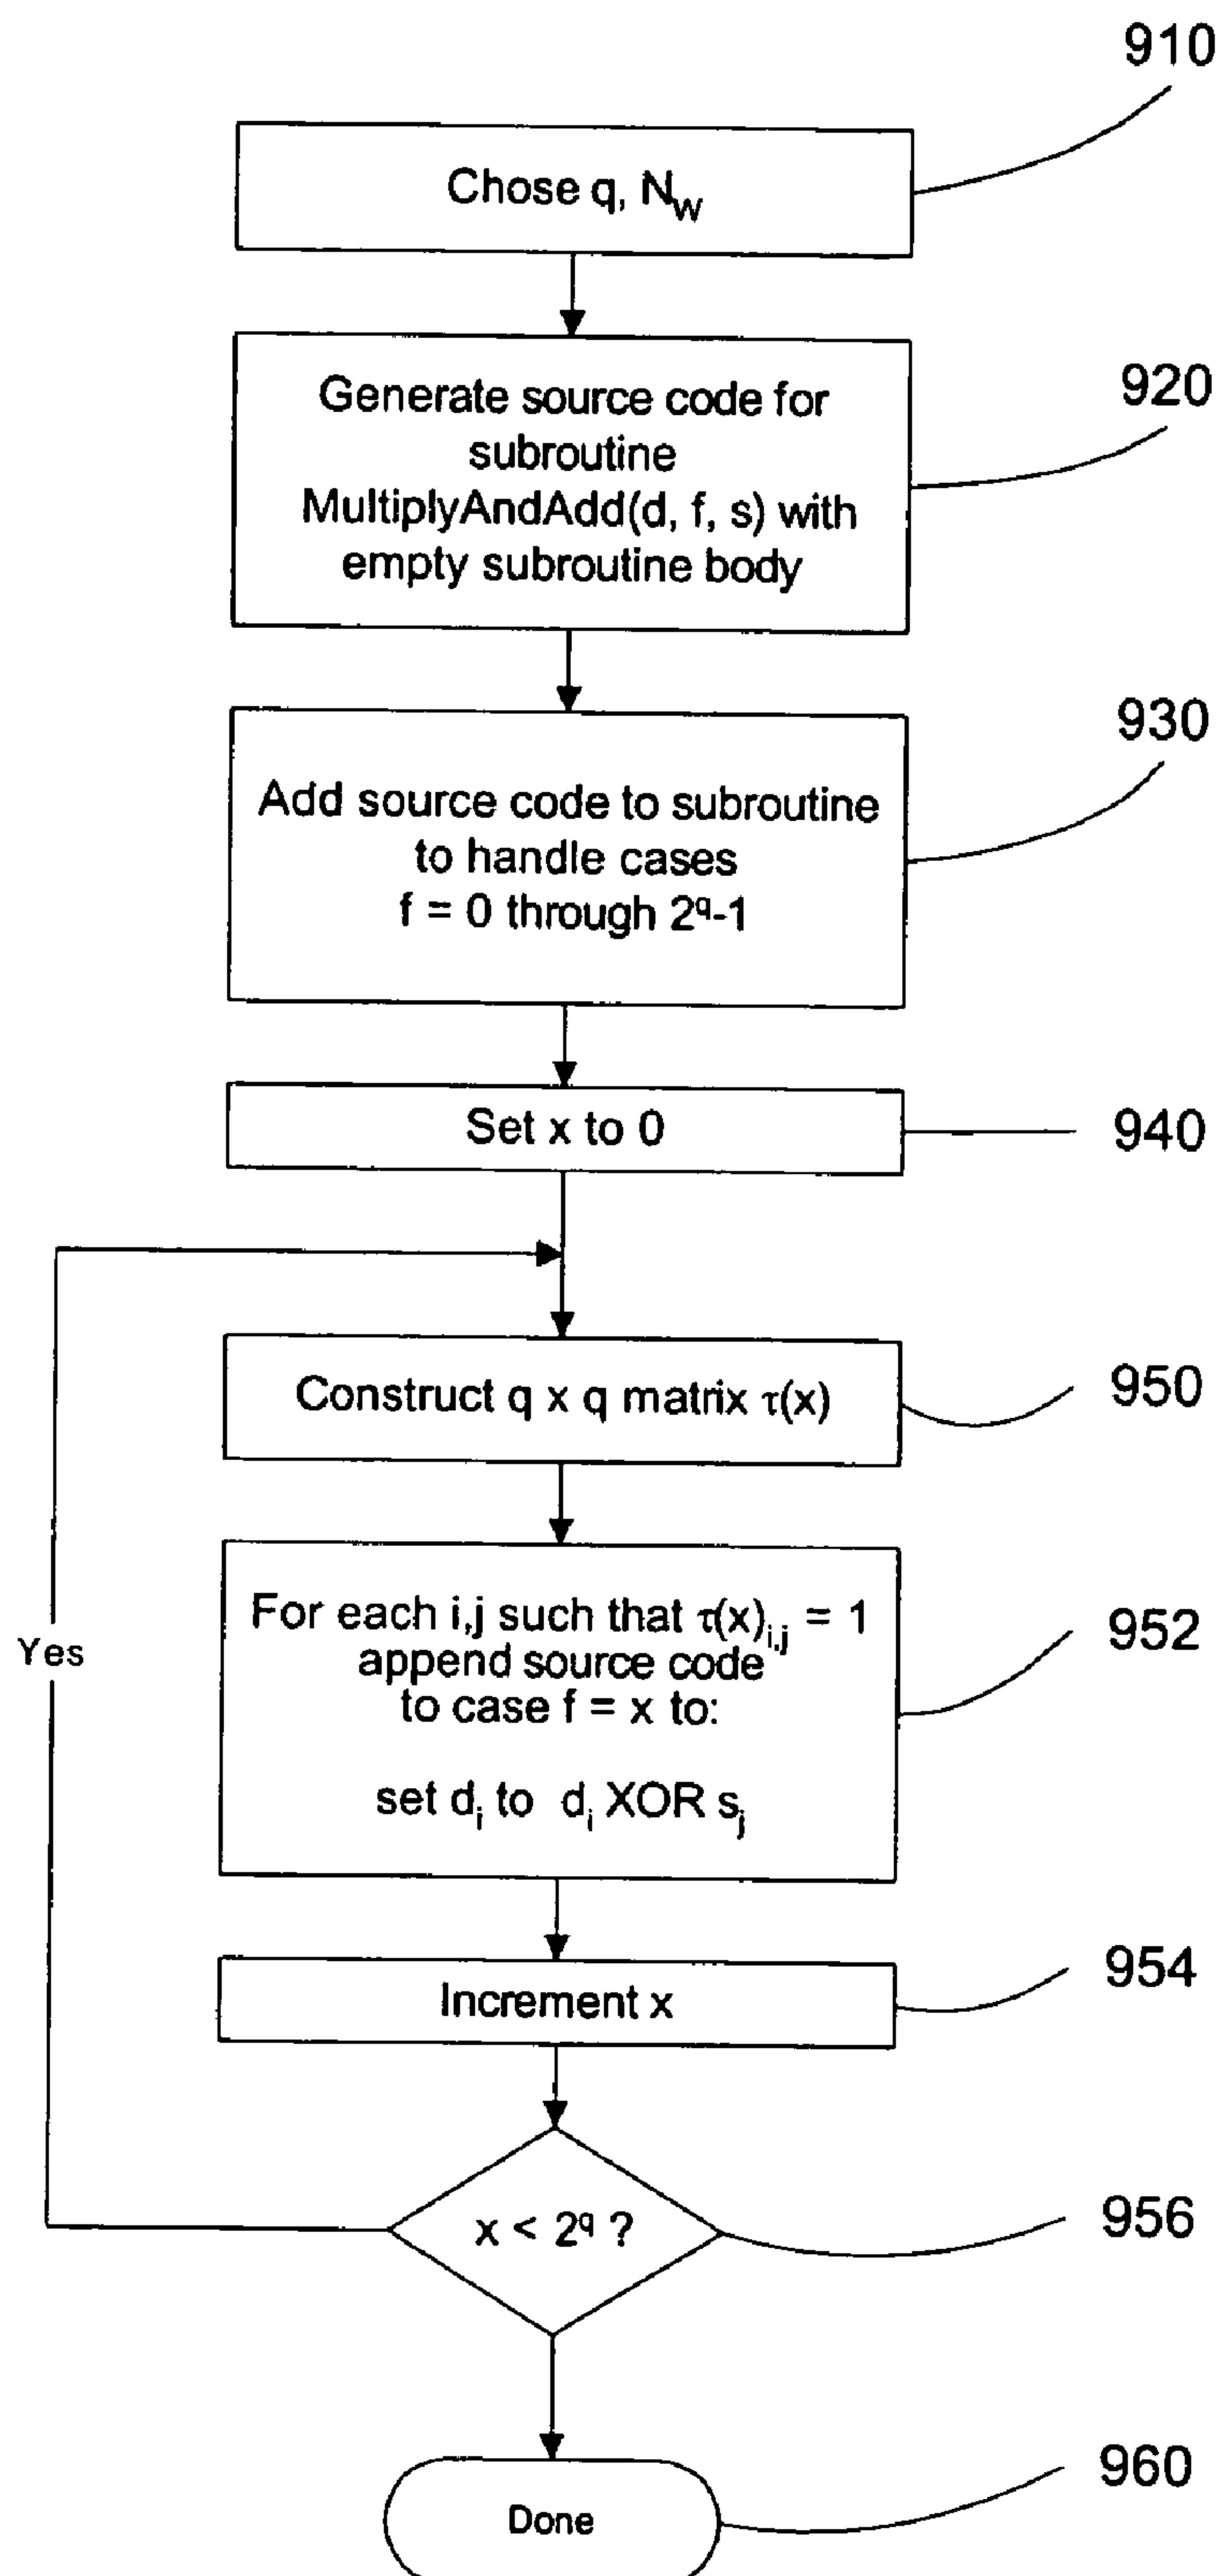 910
Chose q, N_W
920
Generate source code for
subroutine
MultiplyAndAdd(d, f, s) with
empty subroutine body
930
Add source code to subroutine
to handle cases
f = 0 through 2^q-1
Set x to 0
940
Construct q x q matrix τ(x)
950
For each i,j such that τ(x)_i,j = 1
append source code
to case f = x to:
set d_i to d_i XOR s_j
952
Yes
Increment x
954
x < 2^q ?
956
Done
960